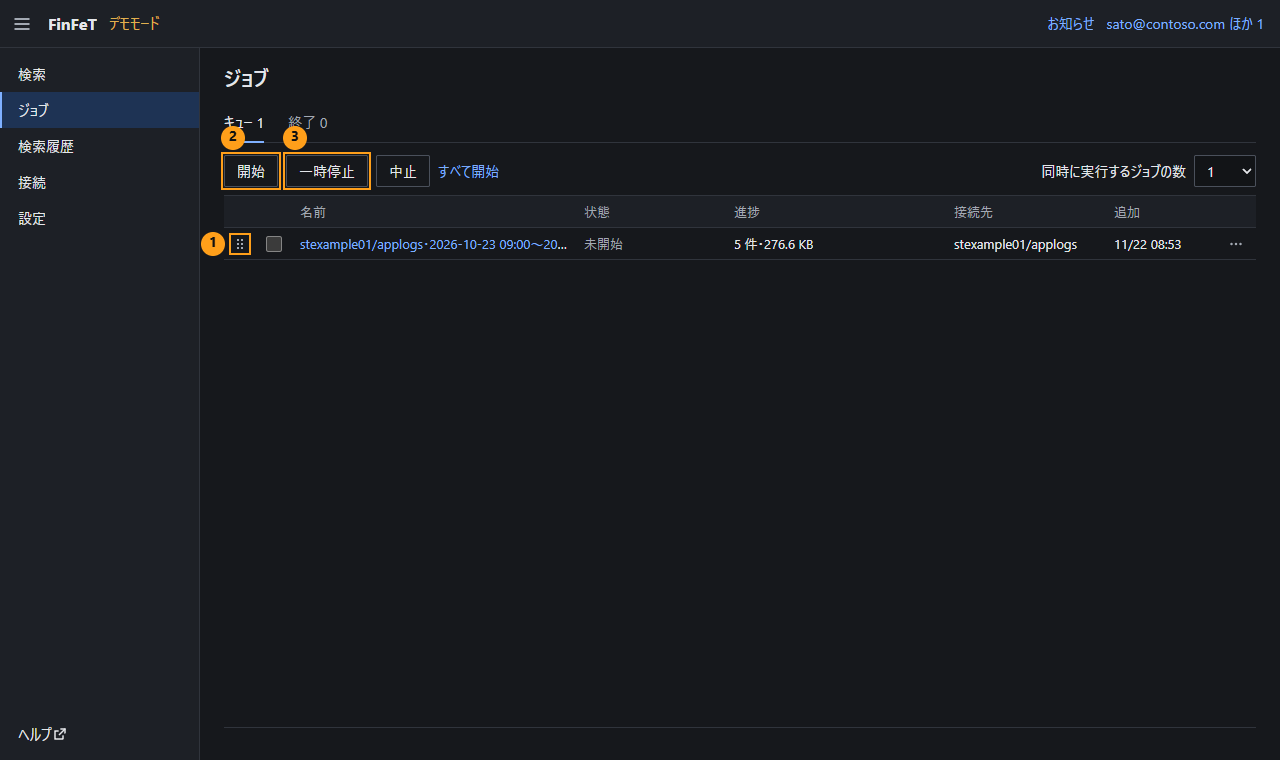 FinFeT デモモード
お知らせ sato@contoso.com ほか 1
検索
ジョブ
検索履歴
接続
設定
ヘルプ
ジョブ
キュー 1 終了 0
2 3
開始 一時停止 中止 すべて開始 同時に実行するジョブの数 1
名前 状態 進捗 接続先 追加
1 stexample01/applogs・2026-10-23 09:00～20... 未開始 5 件・276.6 KB stexample01/applogs 11/22 08:53 ···